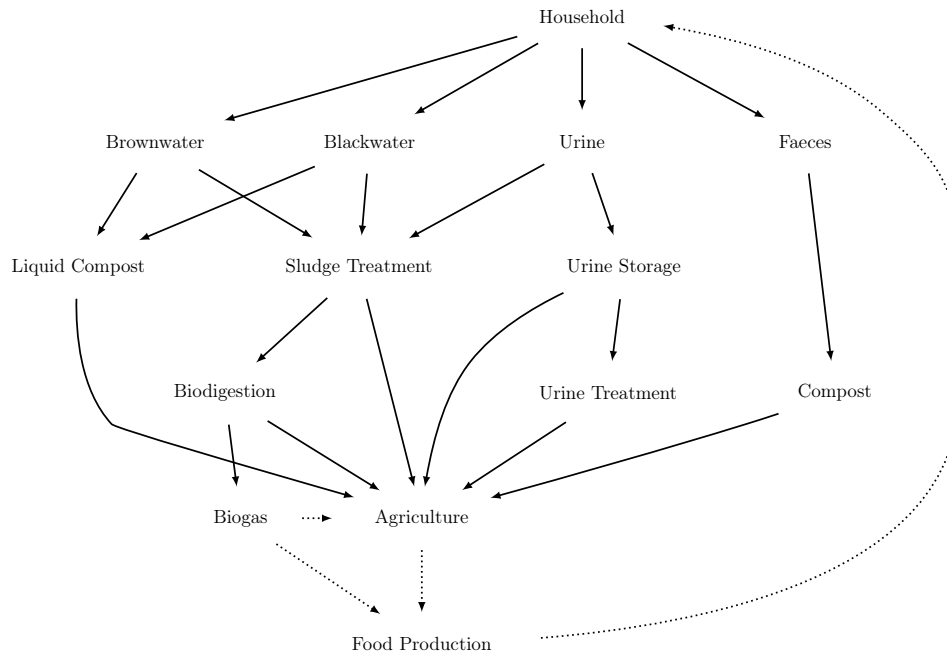 Household
Brownwater
Blackwater
Urine
Faeces
Liquid Compost
Sludge Treatment
Urine Storage
Biodigestion
Urine Treatment
Compost
Biogas
Agriculture
Food Production